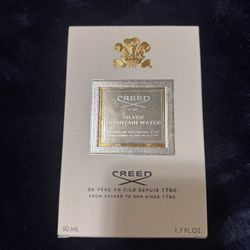 CREED
1760
SILVER
MOUNTAIN WATER
CREED
DE PÈRE EN FILS DEPUIS 1760
FROM FATHER TO SON SINCE 1760
50 ML
1.7 FL. OZ.